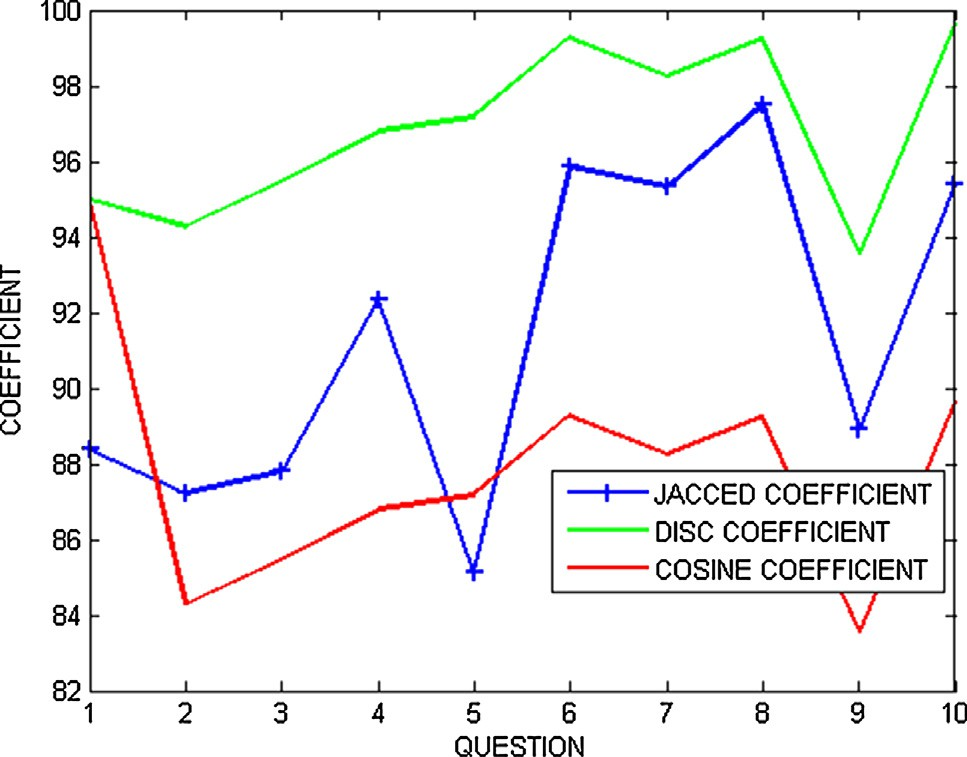 100
98
96
94
92
90
88
86
84
82
COEFFICIENT
JACCED COEFFICIENT
DISC COEFFICIENT
COSINE COEFFICIENT
1 2 3 4 5 6 7 8 9 10
QUESTION